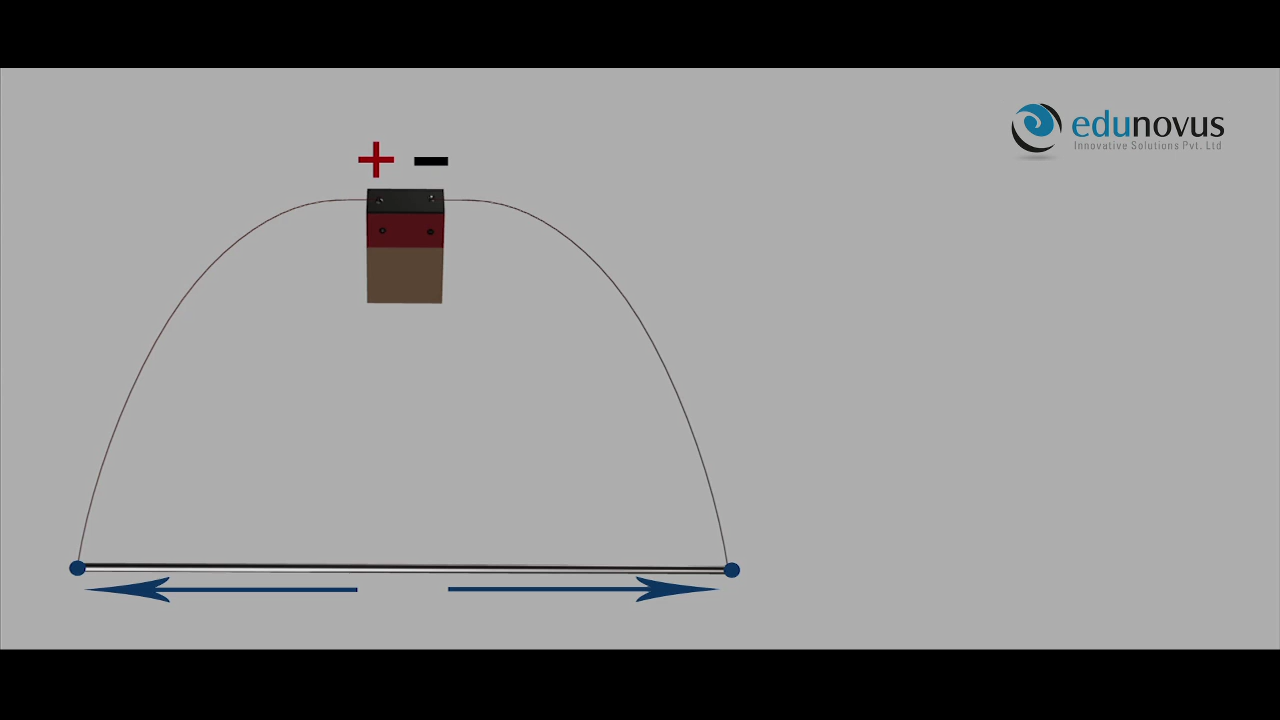 + −
edunovus
Innovative Solutions Pvt. Ltd